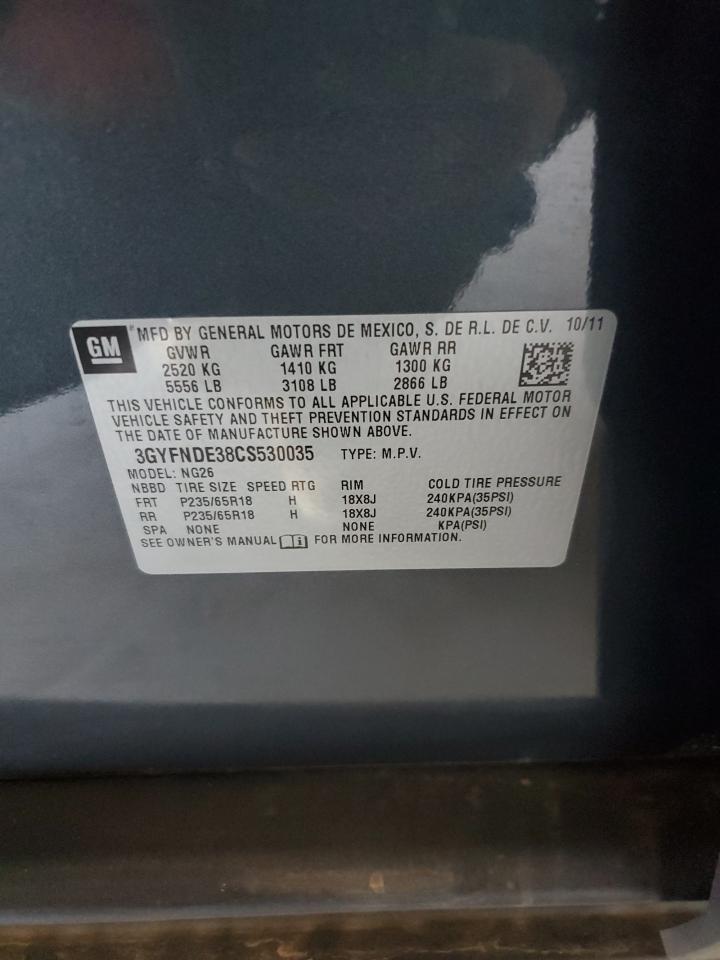 GM
MFD BY GENERAL MOTORS DE MEXICO, S. DE R.L. DE C.V. 10/11
GVWR GAWR FRT GAWR RR
2520 KG 1410 KG 1300 KG
5556 LB 3108 LB 2866 LB
THIS VEHICLE CONFORMS TO ALL APPLICABLE U.S. FEDERAL MOTOR
VEHICLE SAFETY AND THEFT PREVENTION STANDARDS IN EFFECT ON
THE DATE OF MANUFACTURE SHOWN ABOVE.
3GYFNDE38CS530035 TYPE: M.P.V.
MODEL: NG26
NBBD TIRE SIZE SPEED RTG RIM COLD TIRE PRESSURE
FRT P235/65R18 H 18X8J 240KPA(35PSI)
RR P235/65R18 H 18X8J 240KPA(35PSI)
SPA NONE NONE KPA(PSI)
SEE OWNER'S MANUAL i FOR MORE INFORMATION.